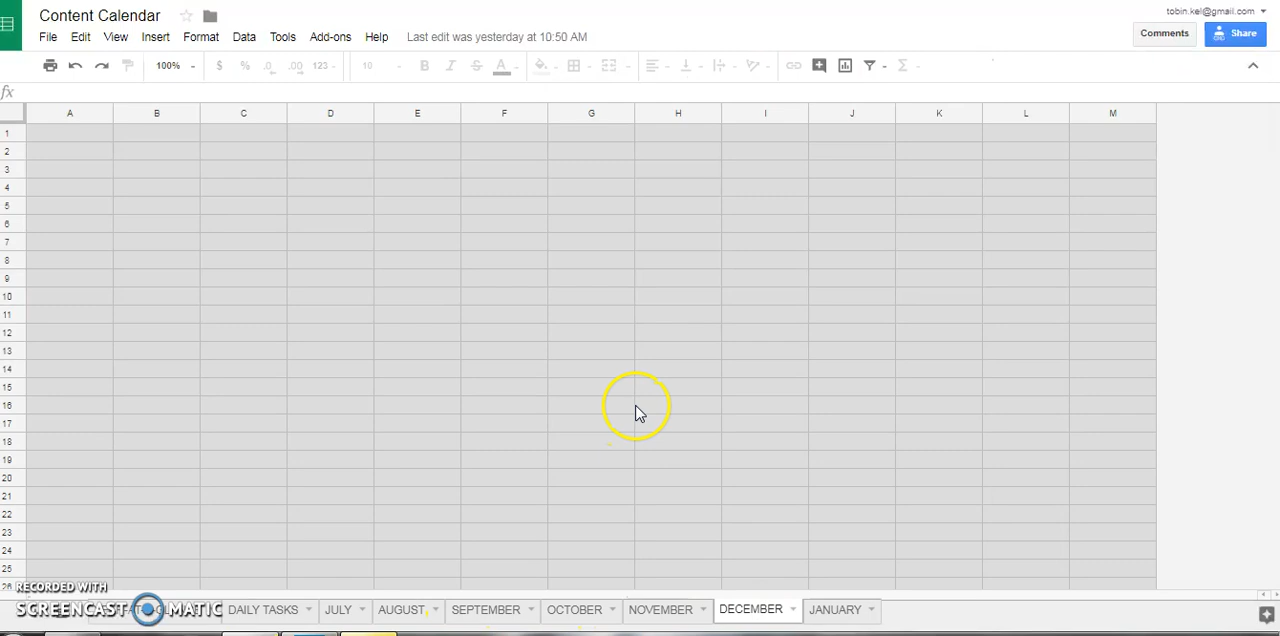 Content Calendar
tobin.kel@gmail.com
File Edit View Insert Format Data Tools Add-ons Help Last edit was yesterday at 10:50 AM
Comments Share
100% $ % .0 .00 123 10 B I S A Σ
fx
A B C D E F G H I J K L M
1
2
3
4
5
6
7
8
9
10
11
12
13
14
15
16
17
18
19
20
21
22
23
24
25
26
RECORDED WITH
SCREENCAST MATIC
DAILY TASKS JULY AUGUST SEPTEMBER OCTOBER NOVEMBER DECEMBER JANUARY